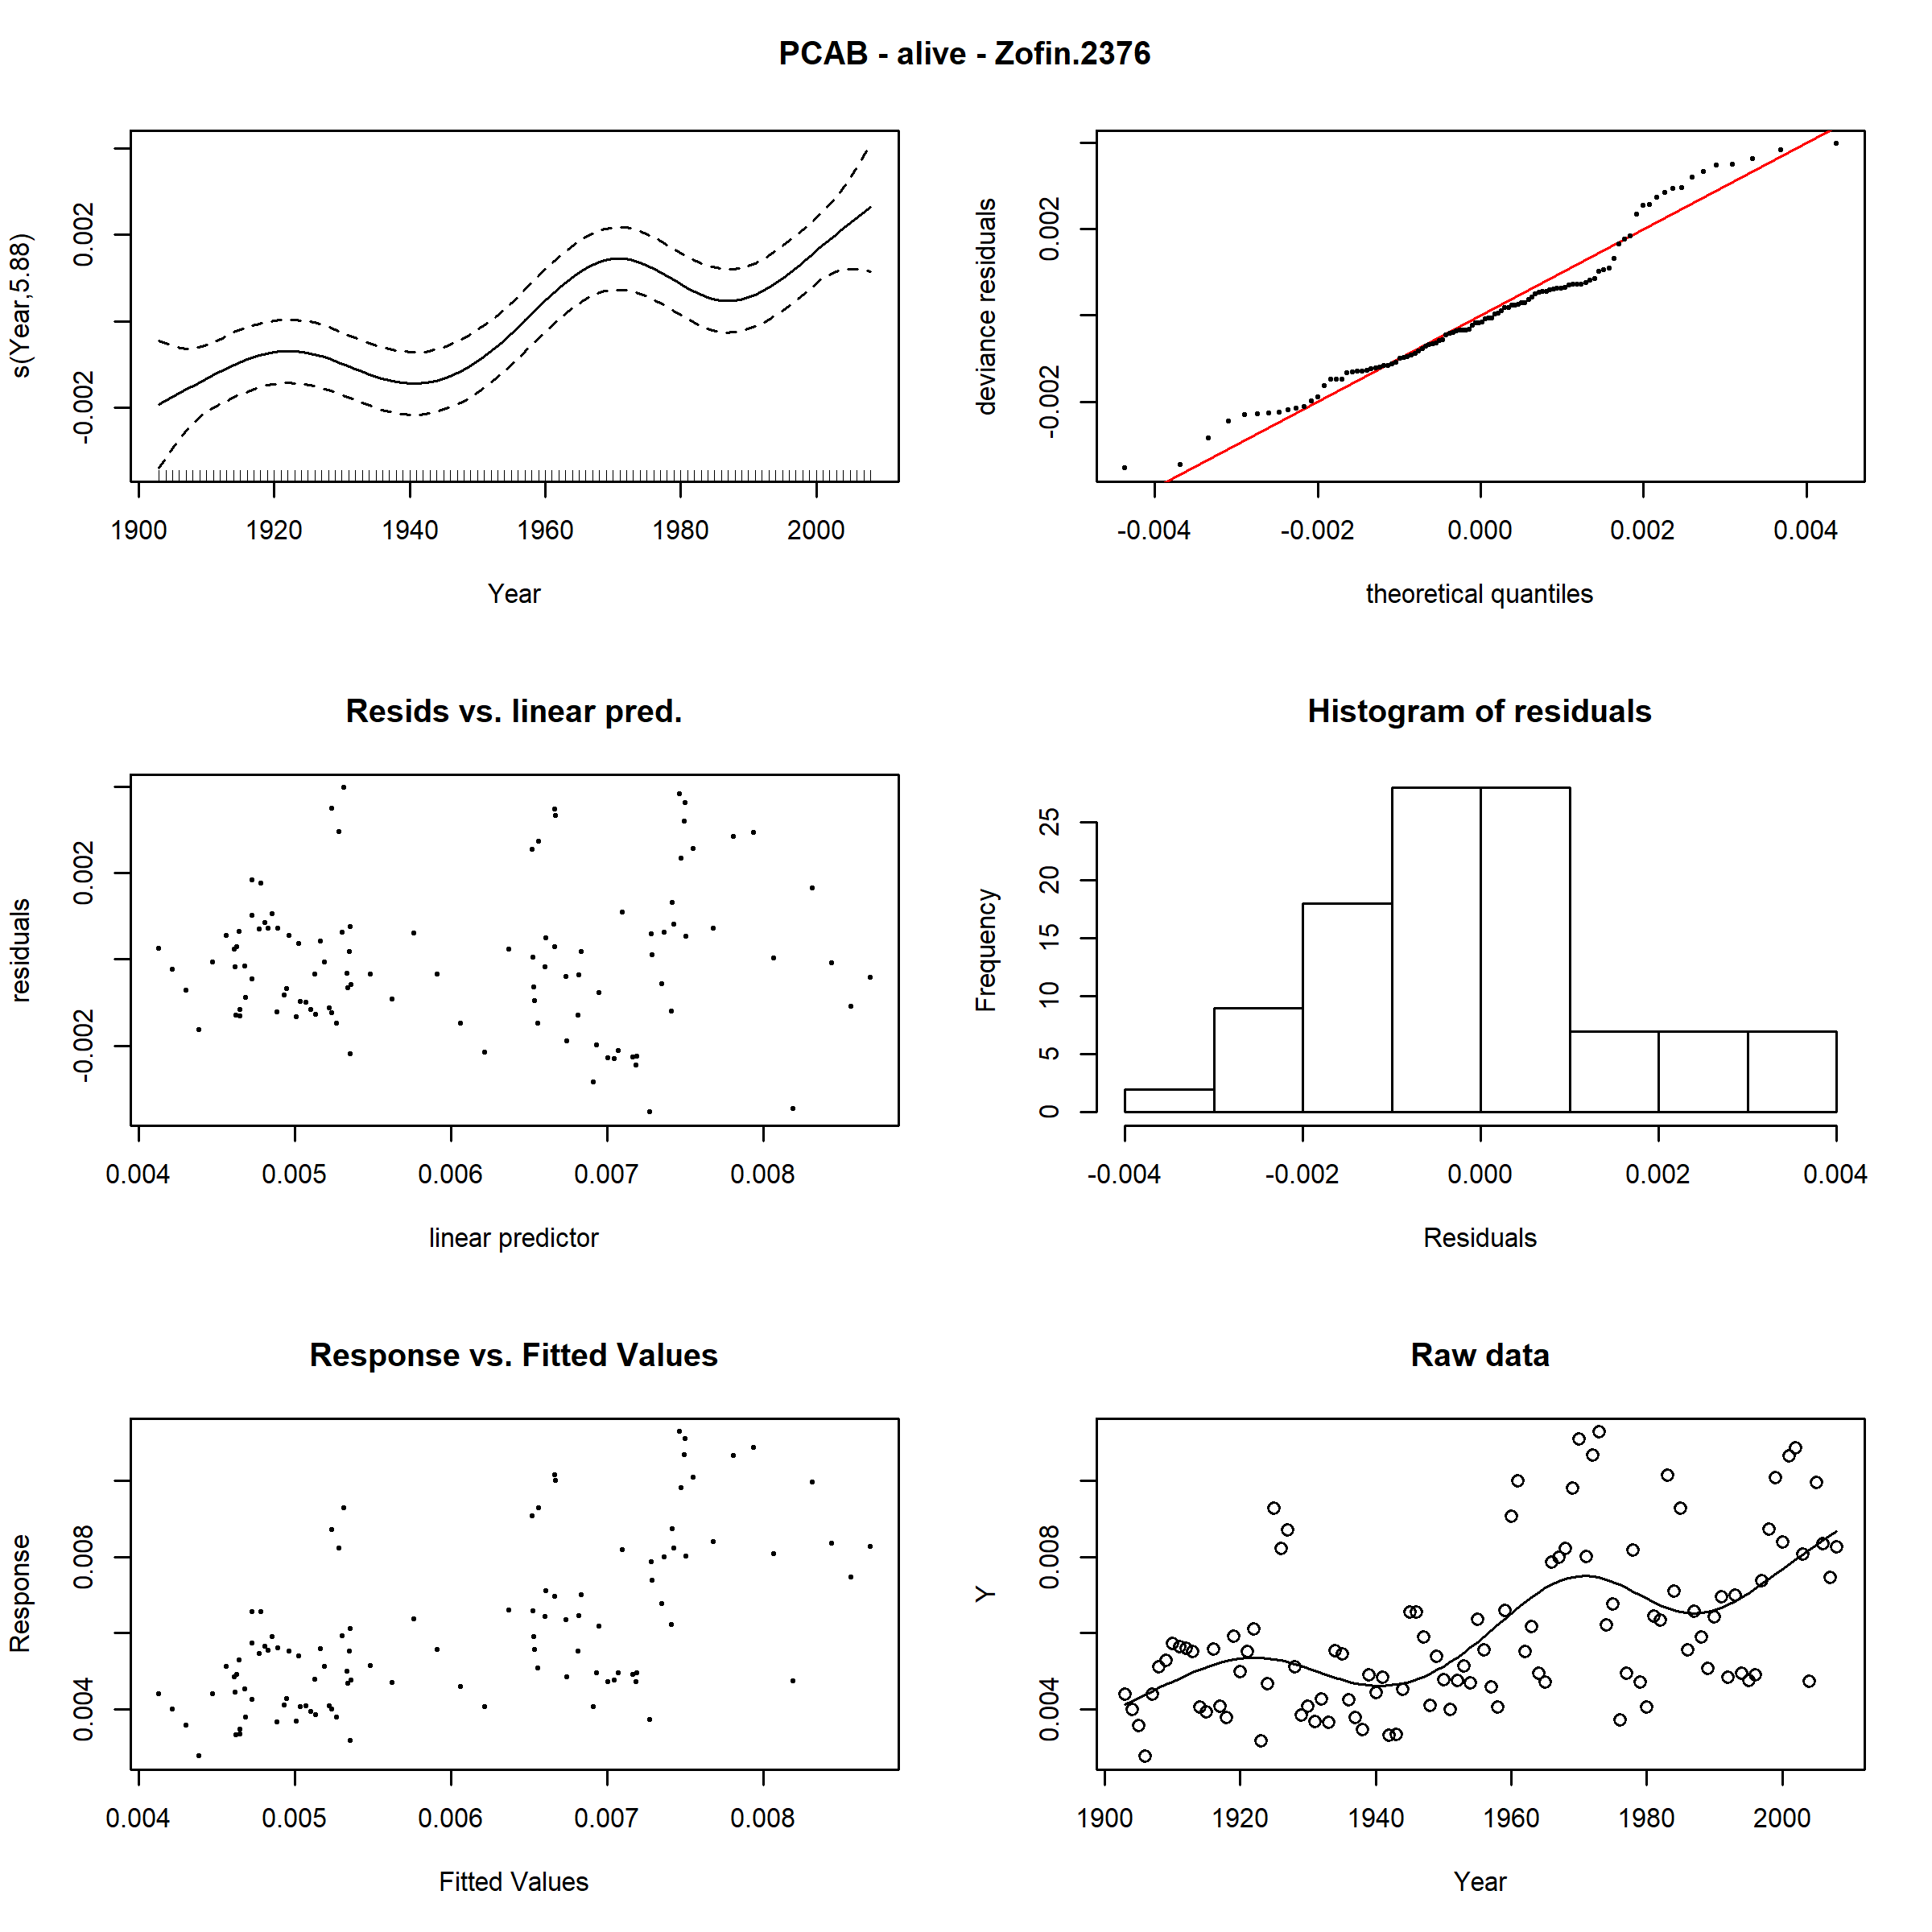 PCAB - alive - Zofin.2376
s(Year,5.88)
-0.002 0.002
1900 1920 1940 1960 1980 2000
Year
deviance residuals
-0.002 0.002
-0.004 -0.002 0.000 0.002 0.004
theoretical quantiles
Resids vs. linear pred.
residuals
-0.002 0.002
0.004 0.005 0.006 0.007 0.008
linear predictor
Histogram of residuals
Frequency
0 5 10 15 20 25
-0.004 -0.002 0.000 0.002 0.004
Residuals
Response vs. Fitted Values
Response
0.004 0.008
0.004 0.005 0.006 0.007 0.008
Fitted Values
Raw data
Y
0.004 0.008
1900 1920 1940 1960 1980 2000
Year